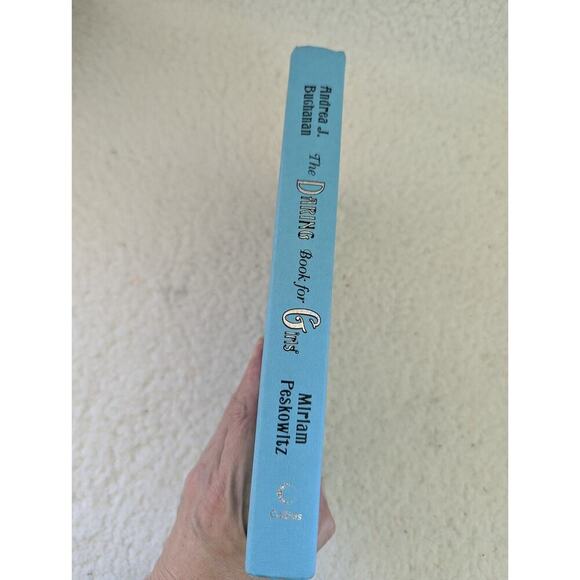 Andrea J.
Buchanan
The DARING Book for Girls
Miriam
Peskowitz
Collins